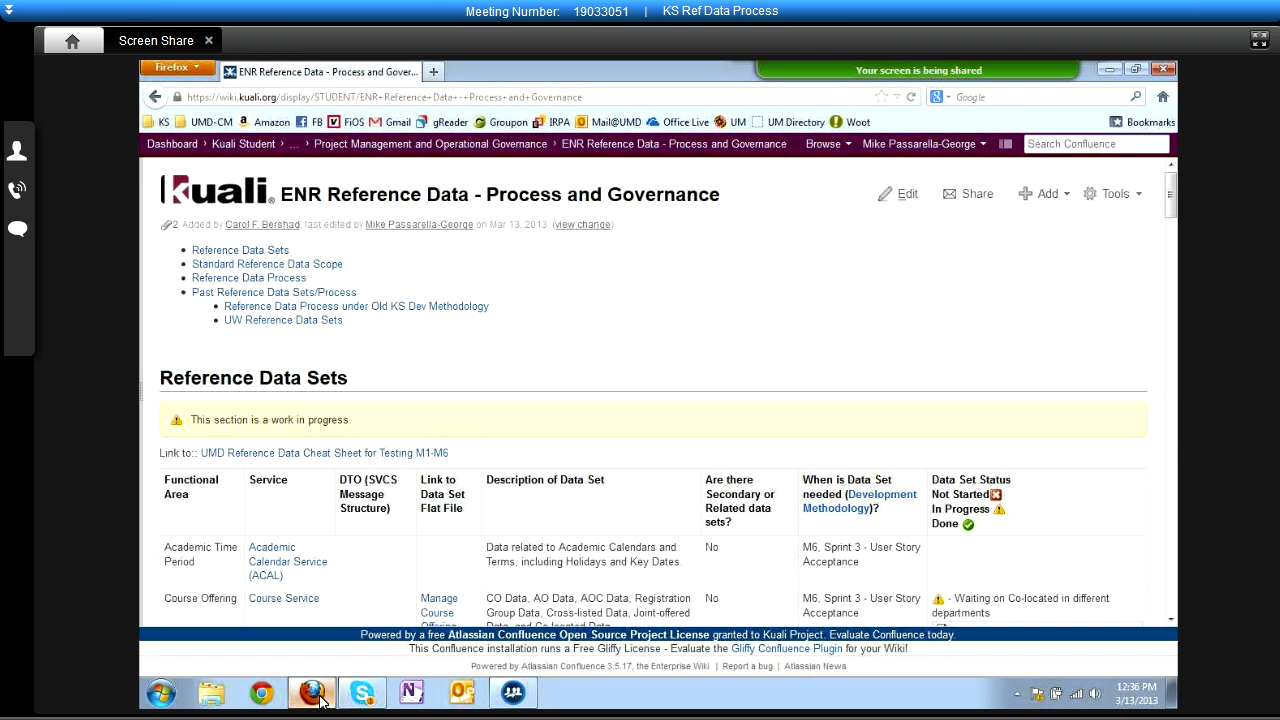 Meeting Number: 19033051 | KS Ref Data Process
Screen Share ×
Firefox
ENR Reference Data - Process and Gover... +
Your screen is being shared
https://wiki.kuali.org/display/STUDENT/ENR+Reference+Data+-+Process+and+Governance
Google
KS UMD-CM Amazon FB FiOS Gmail gReader Groupon IRPA Mail@UMD Office Live UM UM Directory Woot Bookmarks
Dashboard > Kuali Student > ... > Project Management and Operational Governance > ENR Reference Data - Process and Governance Browse Mike Passarella-George Search Confluence
Kuali® ENR Reference Data - Process and Governance
Edit Share Add Tools
2 Added by Carol F. Bershad, last edited by Mike Passarella-George on Mar 13, 2013 (view change)
• Reference Data Sets
• Standard Reference Data Scope
• Reference Data Process
• Past Reference Data Sets/Process
• Reference Data Process under Old KS Dev Methodology
• UW Reference Data Sets
Reference Data Sets
This section is a work in progress.
Link to:: UMD Reference Data Cheat Sheet for Testing M1-M6
Functional Area
Service
DTO (SVCS Message Structure)
Link to Data Set Flat File
Description of Data Set
Are there Secondary or Related data sets?
When is Data Set needed (Development Methodology)?
Data Set Status
Not Started
In Progress
Done
Academic Time Period
Academic Calendar Service (ACAL)
Data related to Academic Calendars and Terms, including Holidays and Key Dates.
No
M6, Sprint 3 - User Story Acceptance
Course Offering
Course Service
Manage Course Offering
CO Data, AO Data, AOC Data, Registration Group Data, Cross-listed Data, Joint-offered Data, and Co-located Data
No
M6, Sprint 3 - User Story Acceptance
- Waiting on Co-located in different departments
Powered by a free Atlassian Confluence Open Source Project License granted to Kuali Project. Evaluate Confluence today.
This Confluence installation runs a Free Gliffy License - Evaluate the Gliffy Confluence Plugin for your Wiki!
Powered by Atlassian Confluence 3.5.17, the Enterprise Wiki | Report a bug | Atlassian News
12:36 PM
3/13/2013